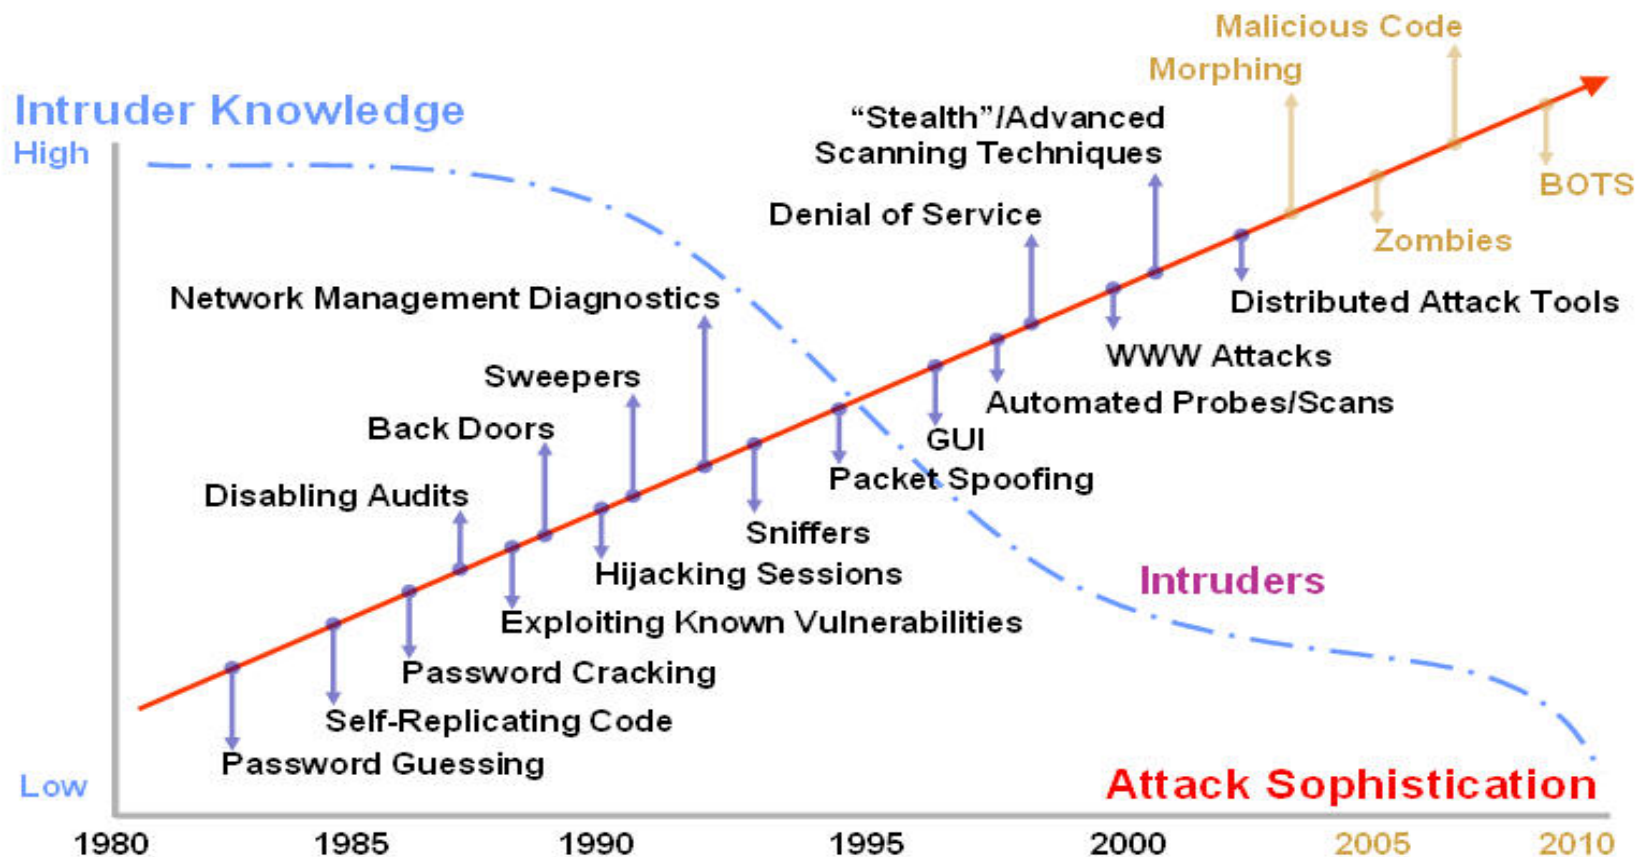 Malicious Code
Morphing
Intruder Knowledge
High
“Stealth”/Advanced
Scanning Techniques
BOTS
Denial of Service
Zombies
Network Management Diagnostics
Distributed Attack Tools
WWW Attacks
Sweepers
Automated Probes/Scans
Back Doors
GUI
Packet Spoofing
Disabling Audits
Sniffers
Hijacking Sessions
Intruders
Exploiting Known Vulnerabilities
Password Cracking
Self-Replicating Code
Password Guessing
Low
Attack Sophistication
1980 1985 1990 1995 2000 2005 2010